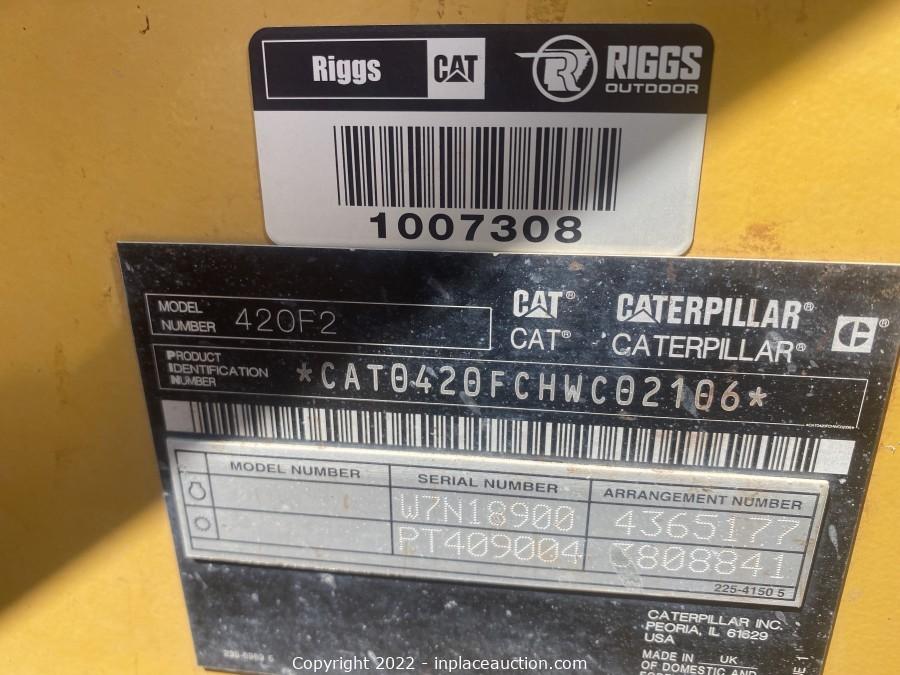 Riggs CAT RIGGS
OUTDOOR
1007308
CAT® CATERPILLAR®
CAT® CATERPILLAR®
MODEL
NUMBER 420F2
PRODUCT
IDENTIFICATION
NUMBER *CAT0420FCHWC02106*
MODEL NUMBER SERIAL NUMBER ARRANGEMENT NUMBER
W7N18900 4365177
PT409004 3808841
225-4150 5
CATERPILLAR INC.
PEORIA, IL 61629
USA
MADE IN UK
OF DOMESTIC AND
Copyright © 2022 - inplaceauction.com